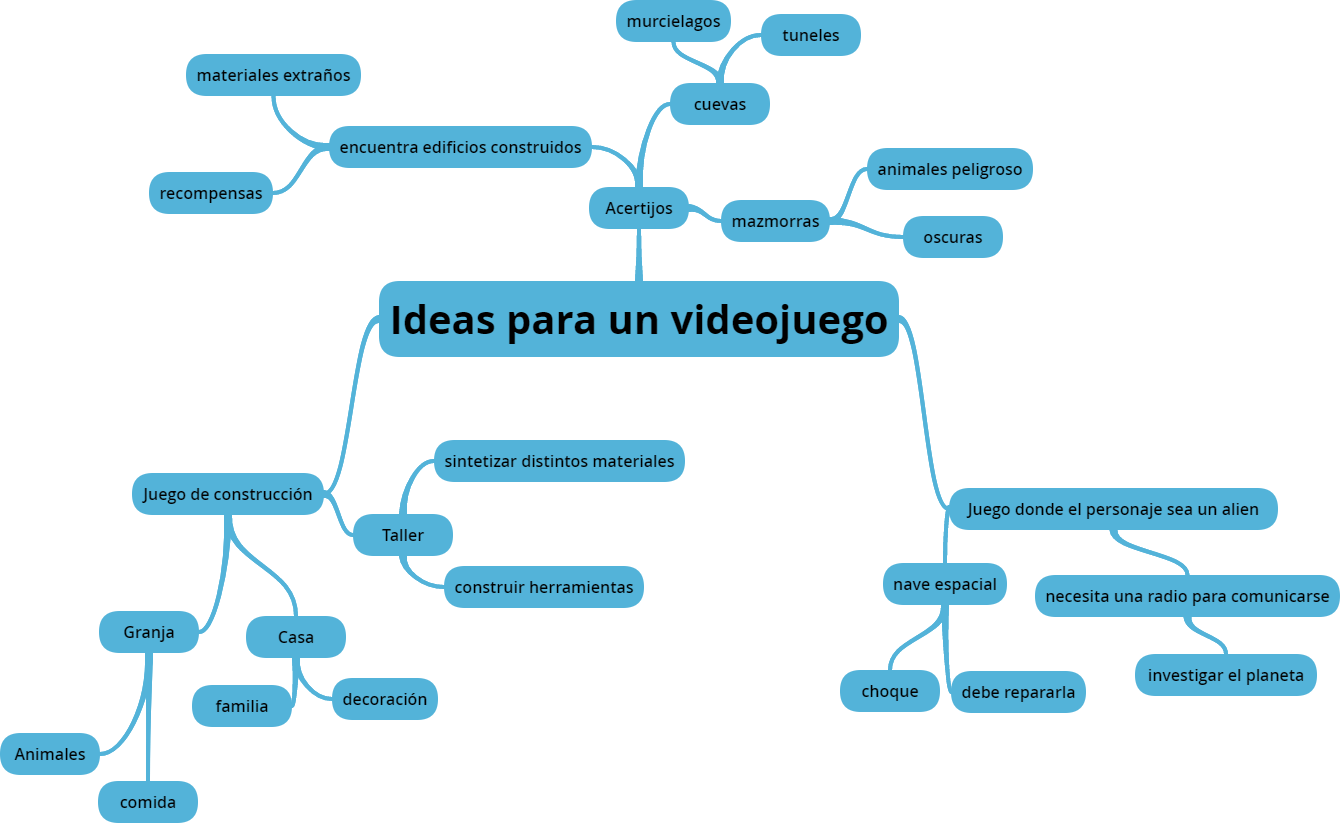 murcielagos
tuneles
materiales extraños
cuevas
encuentra edificios construidos
animales peligroso
recompensas
Acertijos
mazmorras
oscuras
Ideas para un videojuego
sintetizar distintos materiales
Juego de construcción
Taller
construir herramientas
Juego donde el personaje sea un alien
nave espacial
necesita una radio para comunicarse
Granja
Casa
investigar el planeta
familia
decoración
choque
debe repararla
Animales
comida